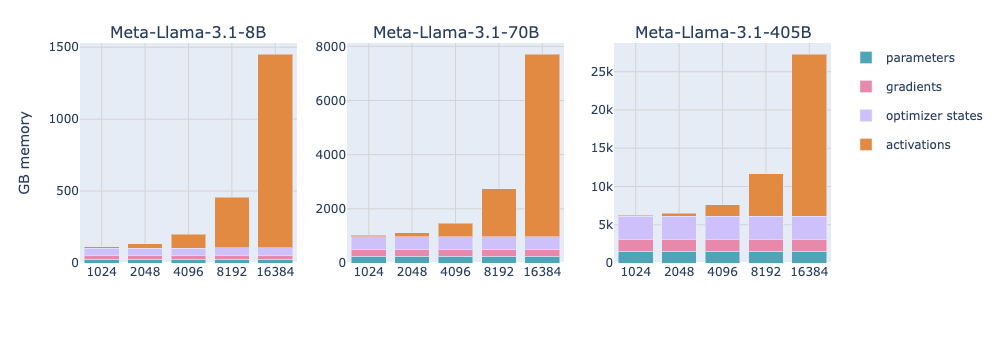 Meta-Llama-3.1-8B
Meta-Llama-3.1-70B
Meta-Llama-3.1-405B
GB memory
1500
1000
500
0
1024 2048 4096 8192 16384
8000
6000
4000
2000
0
1024 2048 4096 8192 16384
25k
20k
15k
10k
5k
0
1024 2048 4096 8192 16384
parameters
gradients
optimizer states
activations